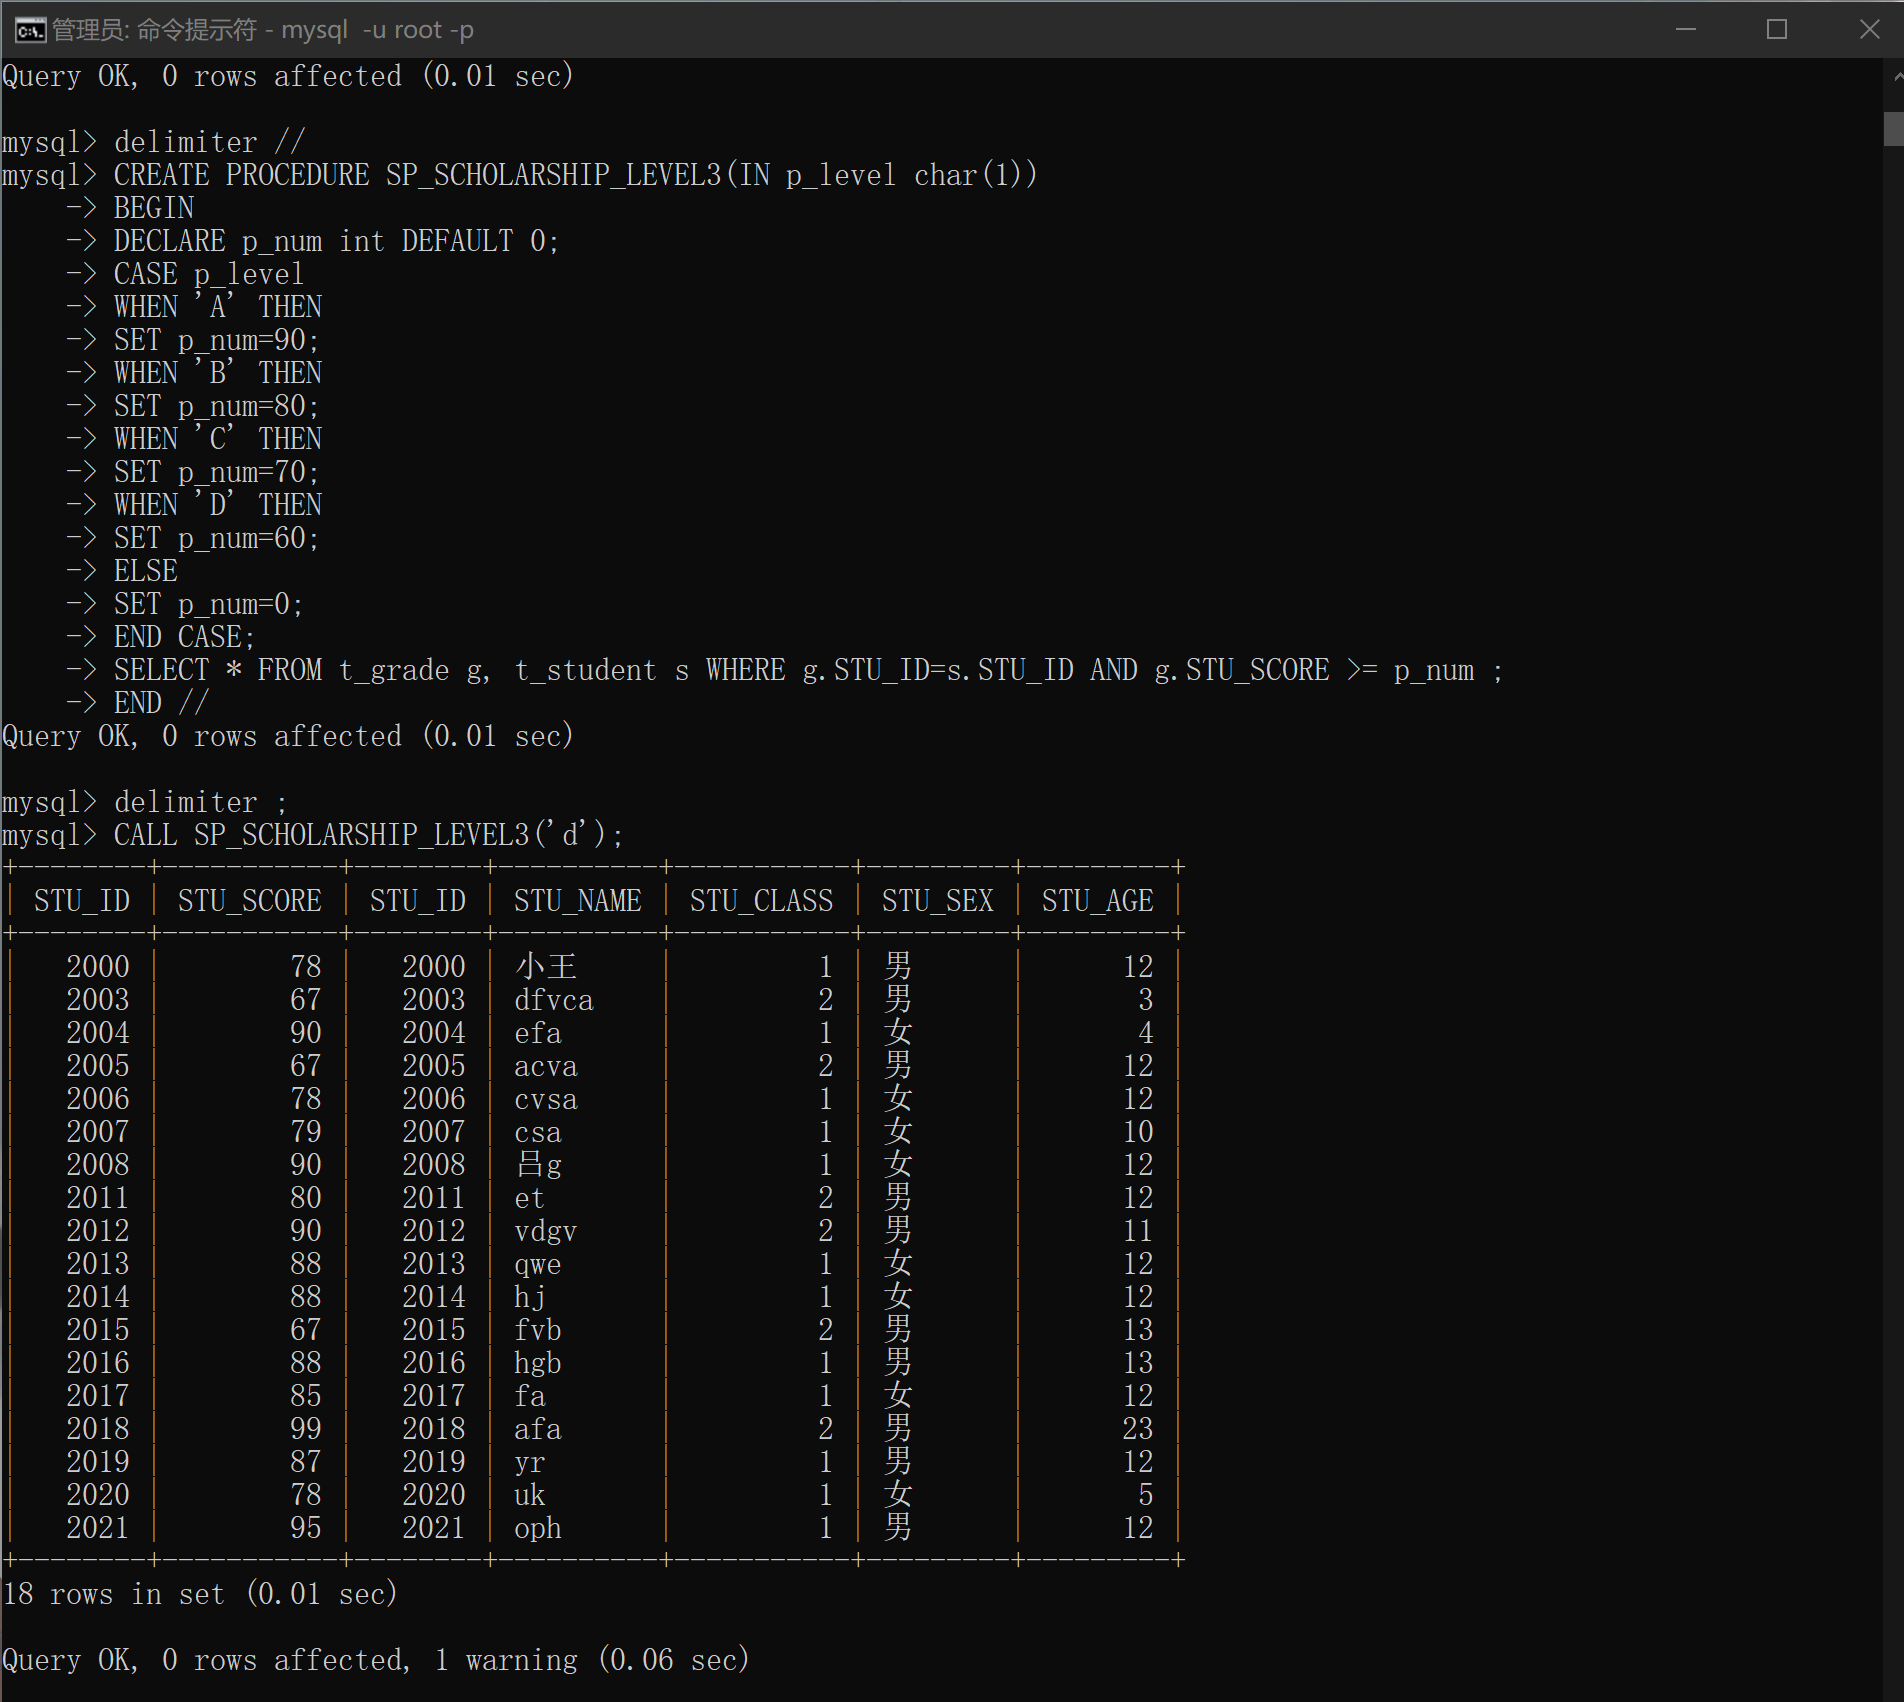 管理员: 命令提示符 - mysql  -u root -p
Query OK, 0 rows affected (0.01 sec)
mysql> delimiter //
mysql> CREATE PROCEDURE SP_SCHOLARSHIP_LEVEL3(IN p_level char(1))
    -> BEGIN
    -> DECLARE p_num int DEFAULT 0;
    -> CASE p_level
    -> WHEN 'A' THEN
    -> SET p_num=90;
    -> WHEN 'B' THEN
    -> SET p_num=80;
    -> WHEN 'C' THEN
    -> SET p_num=70;
    -> WHEN 'D' THEN
    -> SET p_num=60;
    -> ELSE
    -> SET p_num=0;
    -> END CASE;
    -> SELECT * FROM t_grade g, t_student s WHERE g.STU_ID=s.STU_ID AND g.STU_SCORE >= p_num ;
    -> END //
Query OK, 0 rows affected (0.01 sec)
mysql> delimiter ;
mysql> CALL SP_SCHOLARSHIP_LEVEL3('d');
+--------+-----------+--------+----------+-----------+---------+---------+
| STU_ID | STU_SCORE | STU_ID | STU_NAME | STU_CLASS | STU_SEX | STU_AGE |
+--------+-----------+--------+----------+-----------+---------+---------+
|   2000 |        78 |   2000 | 小王     |         1 | 男      |      12 |
|   2003 |        67 |   2003 | dfvca    |         2 | 男      |       3 |
|   2004 |        90 |   2004 | efa      |         1 | 女      |       4 |
|   2005 |        67 |   2005 | acva     |         2 | 男      |      12 |
|   2006 |        78 |   2006 | cvsa     |         1 | 女      |      12 |
|   2007 |        79 |   2007 | csa      |         1 | 女      |      10 |
|   2008 |        90 |   2008 | 吕g      |         1 | 女      |      12 |
|   2011 |        80 |   2011 | et       |         2 | 男      |      12 |
|   2012 |        90 |   2012 | vdgv     |         2 | 男      |      11 |
|   2013 |        88 |   2013 | qwe      |         1 | 女      |      12 |
|   2014 |        88 |   2014 | hj       |         1 | 女      |      12 |
|   2015 |        67 |   2015 | fvb      |         2 | 男      |      13 |
|   2016 |        88 |   2016 | hgb      |         1 | 男      |      13 |
|   2017 |        85 |   2017 | fa       |         1 | 女      |      12 |
|   2018 |        99 |   2018 | afa      |         2 | 男      |      23 |
|   2019 |        87 |   2019 | yr       |         1 | 男      |      12 |
|   2020 |        78 |   2020 | uk       |         1 | 女      |       5 |
|   2021 |        95 |   2021 | oph      |         1 | 男      |      12 |
+--------+-----------+--------+----------+-----------+---------+---------+
18 rows in set (0.01 sec)
Query OK, 0 rows affected, 1 warning (0.06 sec)